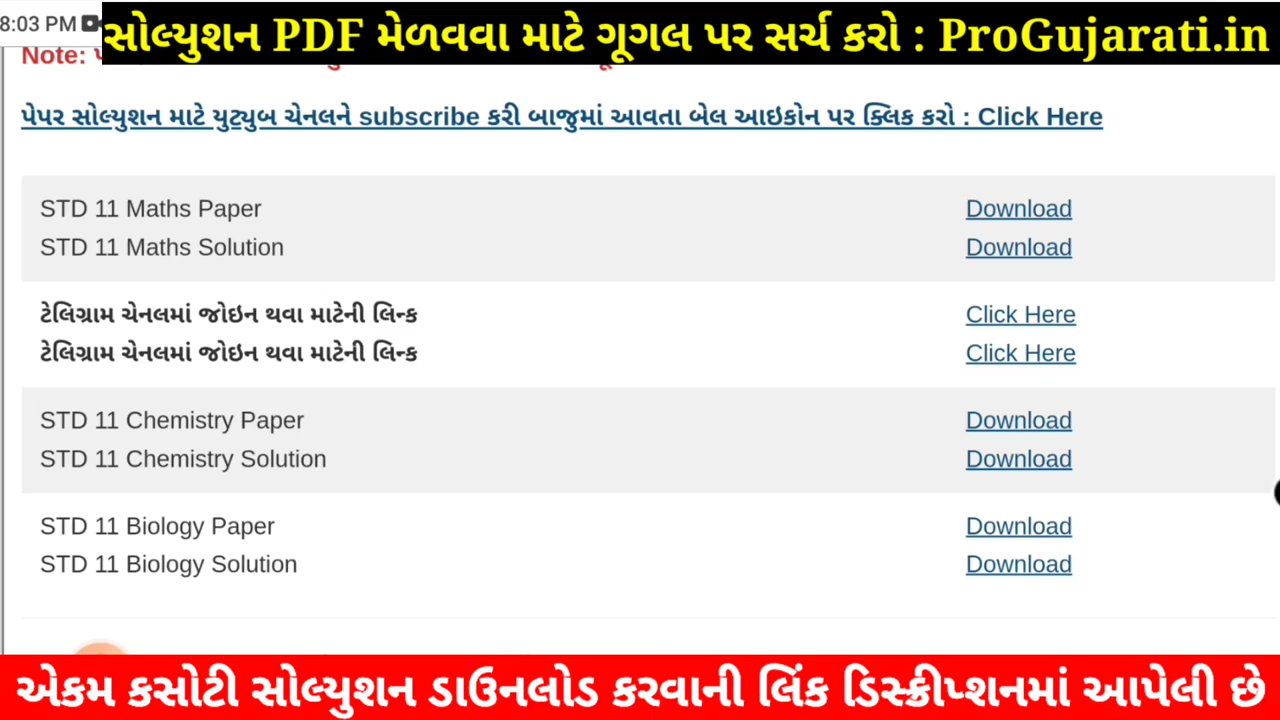 8:03 PM
સોલ્યુશન PDF મેળવવા માટે ગૂગલ પર સર્ચ કરો : ProGujarati.in
Note:
પેપર સોલ્યુશન માટે યુટ્યુબ ચેનલને subscribe કરી બાજુમાં આવતા બેલ આઇકોન પર ક્લિક કરો : Click Here
STD 11 Maths Paper Download
STD 11 Maths Solution Download
ટેલિગ્રામ ચેનલમાં જોઇન થવા માટેની લિન્ક Click Here
ટેલિગ્રામ ચેનલમાં જોઇન થવા માટેની લિન્ક Click Here
STD 11 Chemistry Paper Download
STD 11 Chemistry Solution Download
STD 11 Biology Paper Download
STD 11 Biology Solution Download
એકમ કસોટી સોલ્યુશન ડાઉનલોડ કરવાની લિંક ડિસ્ક્રીપ્શનમાં આપેલી છે